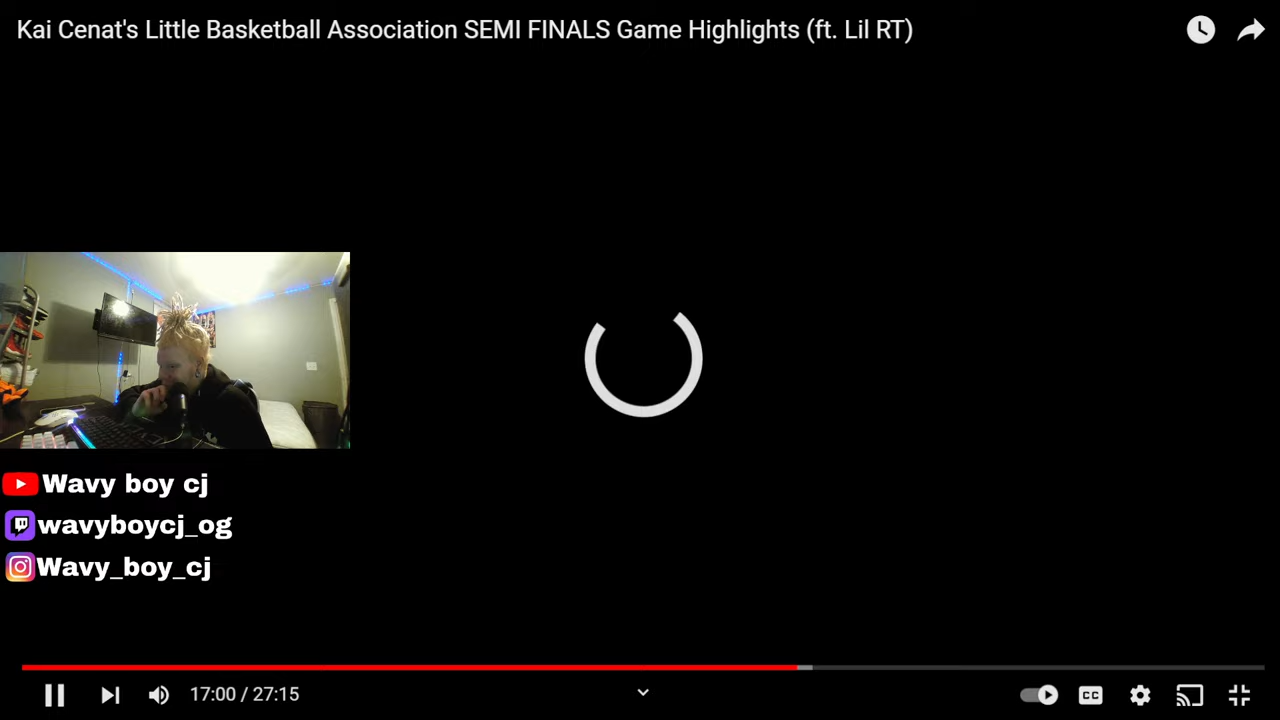 Kai Cenat's Little Basketball Association SEMI FINALS Game Highlights (ft. Lil RT)
Wavy boy cj
wavyboycj_og
Wavy_boy_cj
17:00 / 27:15
CC